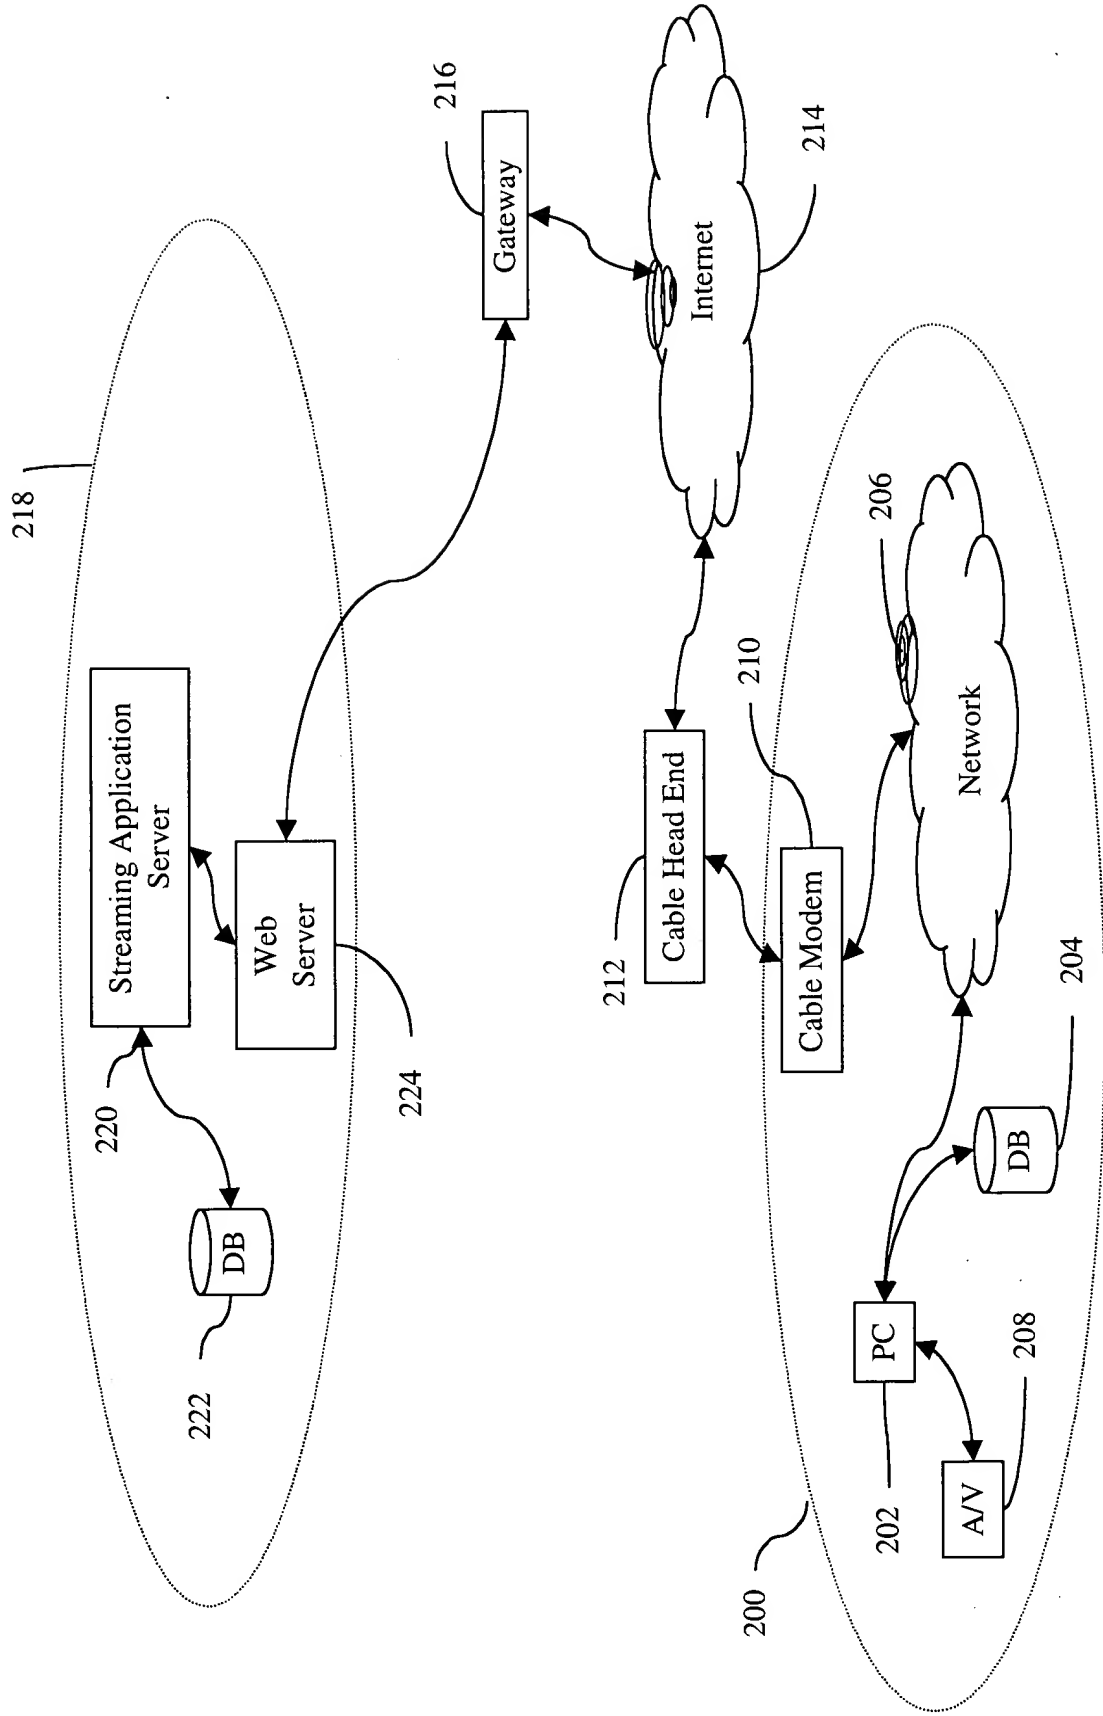 218
220
Streaming Application
Server
222
DB
Web
Server
224
216
Gateway
212
Cable Head End
Internet
214
210
Cable Modem
206
Network
200
202
PC
A/V
208
DB
204